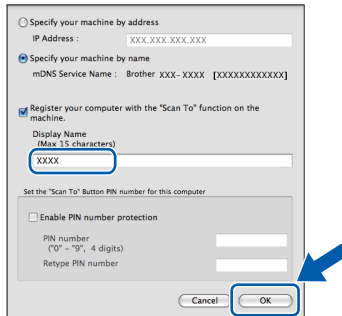 Specify your machine by address
IP Address : XXX.XXX.XXX.XXX
Specify your machine by name
mDNS Service Name : Brother XXX-XXXX [XXXXXXXXXXXX]
Register your computer with the "Scan To" function on the
machine.
Display Name
(Max 15 characters)
XXXX
Set the "Scan To" Button PIN number for this computer
Enable PIN number protection
PIN number
("0" – "9", 4 digits)
Retype PIN number
Cancel OK